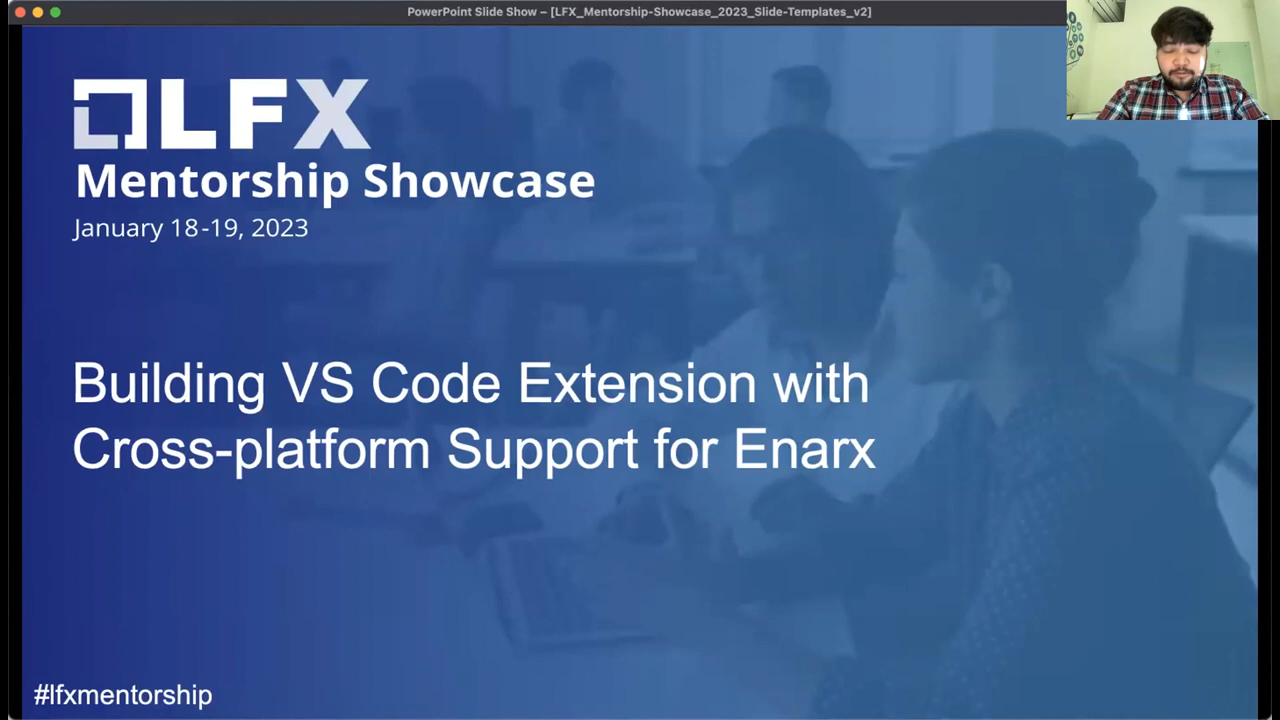 PowerPoint Slide Show – [LFX_Mentorship-Showcase_2023_Slide-Templates_v2]
LFX
Mentorship Showcase
January 18-19, 2023
Building VS Code Extension with
Cross-platform Support for Enarx
#lfxmentorship